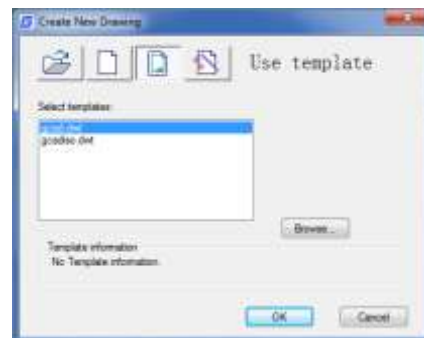 Create New Drawing
Use template
Select templates:
gcad.dwt
gcadiso.dwt
Browse...
Template information
No Template information.
OK
Cancel